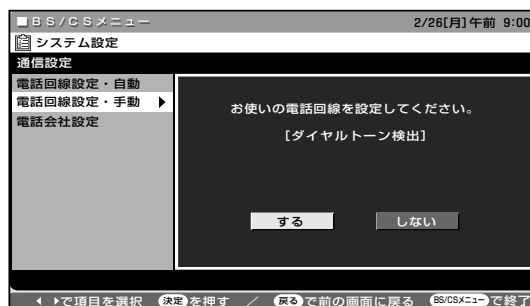 ■BS/CSメニュー 2/26[月]午前 9:00
システム設定
通信設定
電話回線設定・自動
電話回線設定・手動
電話会社設定
お使いの電話回線を設定してください。
[ダイヤルトーン検出]
する しない
で項目を選択 決定を押す ／ 戻るで前の画面に戻る BS/CSメニューで終了